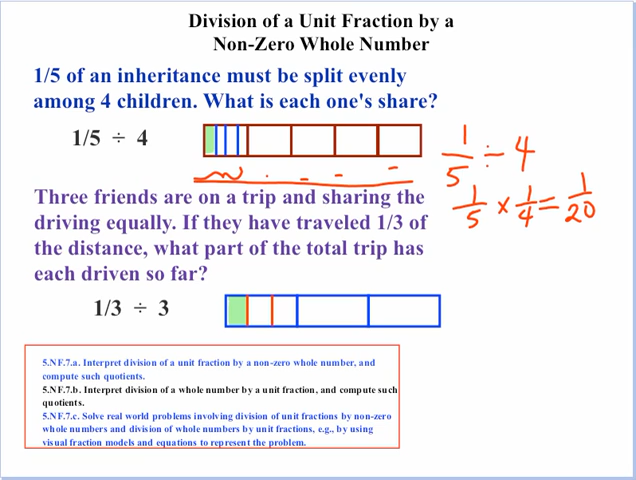 Division of a Unit Fraction by a
Non-Zero Whole Number
1/5 of an inheritance must be split evenly
among 4 children. What is each one's share?
1/5 ÷ 4
1/5 ÷ 4
1/5 × 1/4 = 1/20
Three friends are on a trip and sharing the
driving equally. If they have traveled 1/3 of
the distance, what part of the total trip has
each driven so far?
1/3 ÷ 3
5.NF.7.a. Interpret division of a unit fraction by a non-zero whole number, and
compute such quotients.
5.NF.7.b. Interpret division of a whole number by a unit fraction, and compute such
quotients.
5.NF.7.c. Solve real world problems involving division of unit fractions by non-zero
whole numbers and division of whole numbers by unit fractions, e.g., by using
visual fraction models and equations to represent the problem.